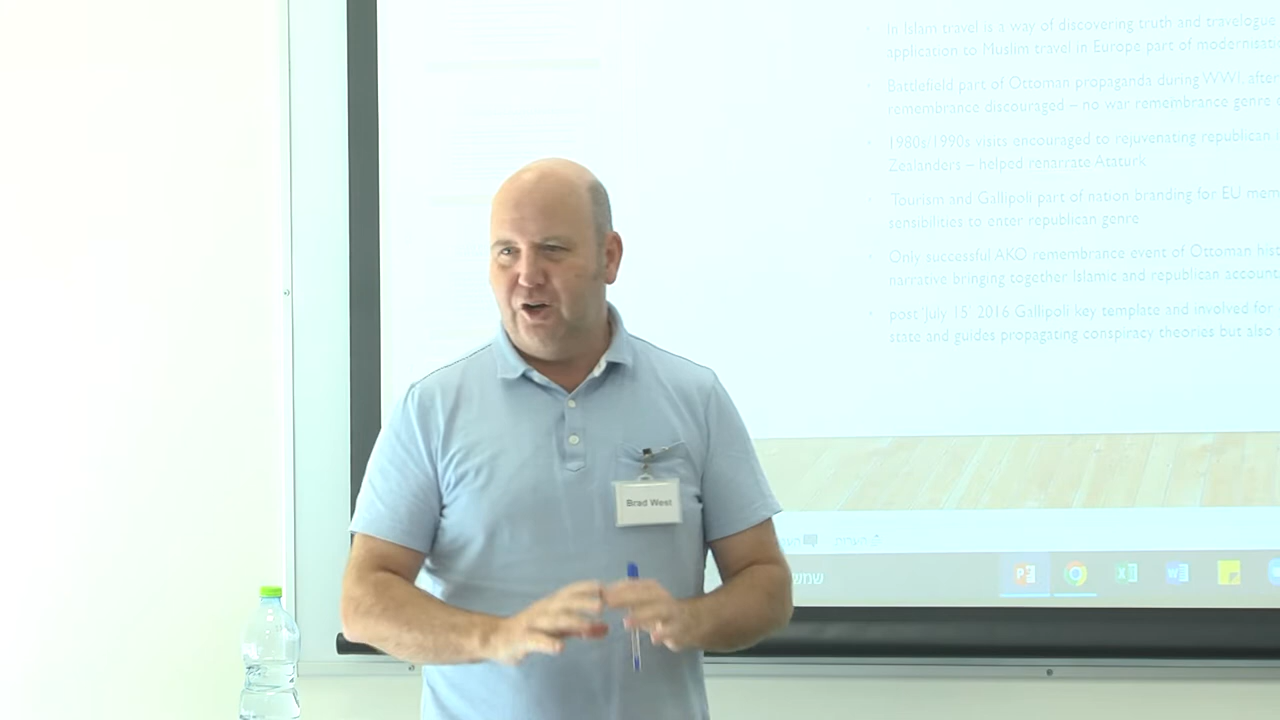 In Islam travel is a way of discovering truth and travelogue
application to Muslim travel in Europe part of
Battlefield part of Ottoman propaganda during WWI, after
remembrance discouraged – no war remembrance genre
1980s/1990s visits encouraged to rejuvenating republican
Zealanders – helped renarrate Ataturk
Tourism and Gallipoli part of nation branding for EU
sensibilities to enter republican genre
Only successful AKO remembrance event of Ottoman
narrative bringing together Islamic and republican
post 'July 15' 2016 Gallipoli key template and involved for
state and guides propagating conspiracy theories but also
Brad West
הערות